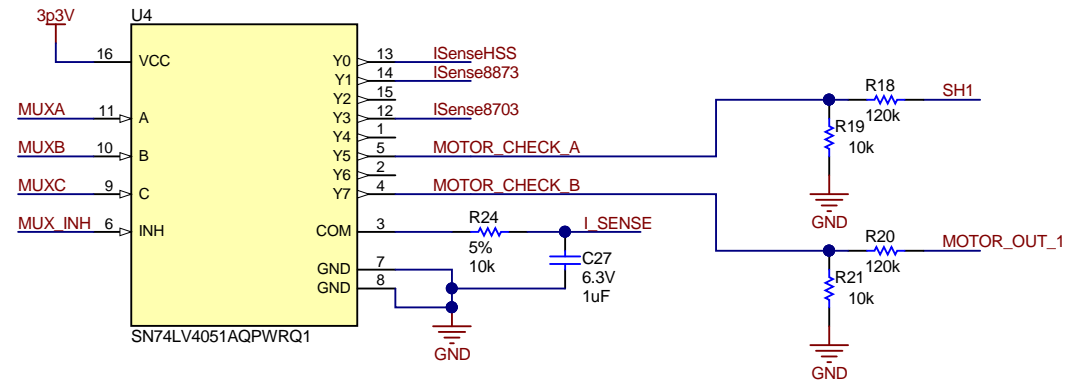 3p3V
U4
16
VCC
MUXA
11
A
MUXB
10
B
MUXC
9
C
MUX_INH
6
INH
Y0
13
ISenseHSS
Y1
14
ISense8873
Y2
15
Y3
12
ISense8703
Y4
1
Y5
5
MOTOR_CHECK_A
Y6
2
Y7
4
MOTOR_CHECK_B
COM
3
R24
5%
10k
I_SENSE
C27
6.3V
1uF
GND
7
GND
8
SN74LV4051AQPWRQ1
GND
R18
120k
SH1
R19
10k
GND
R20
120k
MOTOR_OUT_1
R21
10k
GND